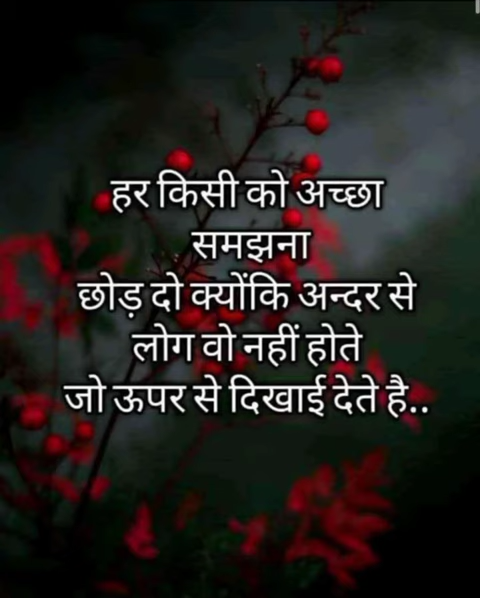 हर किसी को अच्छा
समझना
छोड़ दो क्योंकि अन्दर से
लोग वो नहीं होते
जो ऊपर से दिखाई देते है..